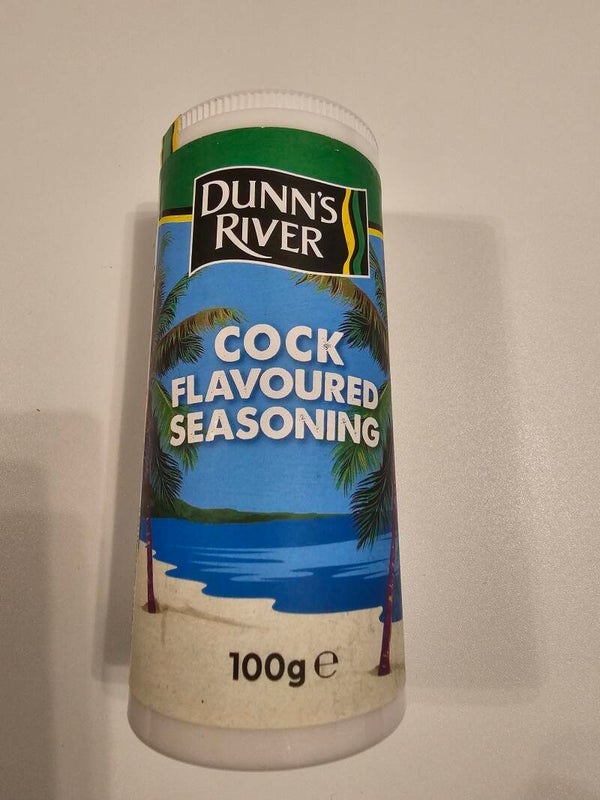 DUNN'S
RIVER
COCK
FLAVOURED
SEASONING
100g ℮